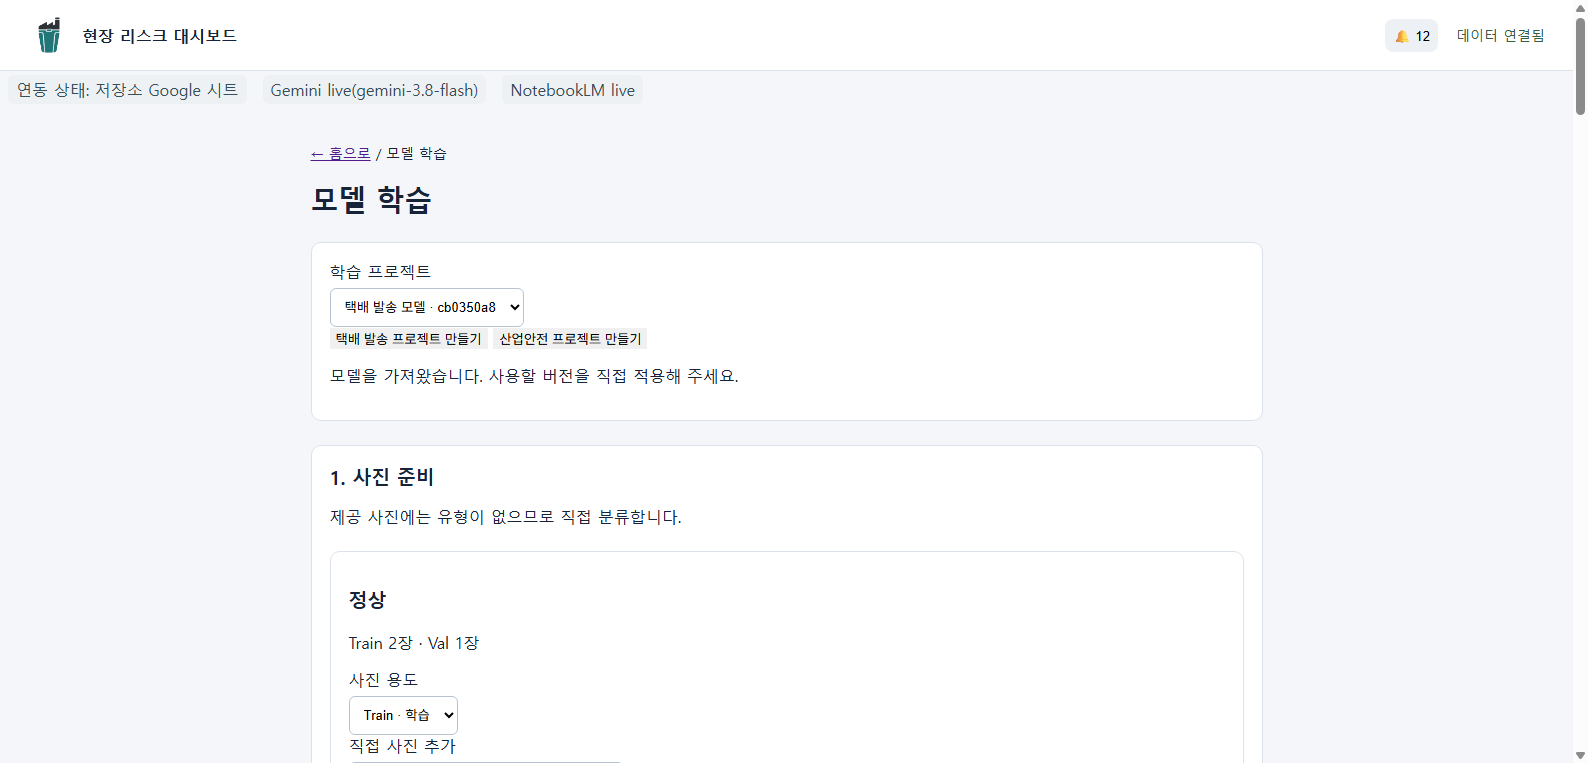 현장 리스크 대시보드
🔔 12
데이터 연결됨
연동 상태: 저장소 Google 시트
Gemini live(gemini-3.8-flash)
NotebookLM live
← 홈으로 / 모델 학습
모델 학습
학습 프로젝트
택배 발송 모델 · cb0350a8
택배 발송 프로젝트 만들기
산업안전 프로젝트 만들기
모델을 가져왔습니다. 사용할 버전을 직접 적용해 주세요.
1. 사진 준비
제공 사진에는 유형이 없으므로 직접 분류합니다.
정상
Train 2장 · Val 1장
사진 용도
Train · 학습
직접 사진 추가